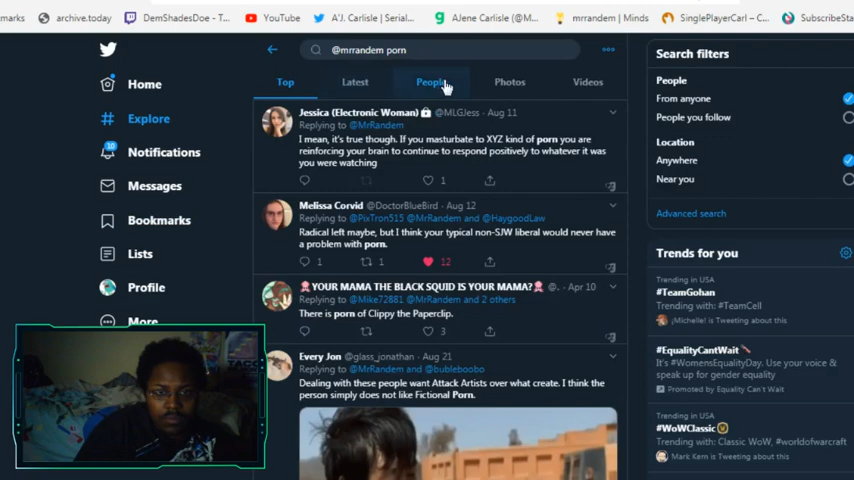 marks
archive.today
DemShadesDoe - T...
YouTube
A'J. Carlisle | Serial...
AJene Carlisle (@M...
mrrandem | Minds
SinglePlayerCarl – C...
SubscribeSta
@mrrandem porn
Top
Latest
People
Photos
Videos
Home
Explore
10
Notifications
Messages
Bookmarks
Lists
Profile
More
Jessica (Electronic Woman) @MLGJess · Aug 11
Replying to @MrRandem
I mean, it's true though. If you masturbate to XYZ kind of porn you are
reinforcing your brain to continue to respond positively to whatever it was
you were watching
1
Melissa Corvid @DoctorBlueBird · Aug 12
Replying to @PixTron515 @MrRandem and @HaygoodLaw
Radical left maybe, but I think your typical non-SJW liberal would never have
a problem with porn.
1 1 12
YOUR MAMA THE BLACK SQUID IS YOUR MAMA? @. · Apr 10
Replying to @Mike72881 @MrRandem and 2 others
There is porn of Clippy the Paperclip.
3
Every Jon @glass_jonathan · Aug 21
Replying to @MrRandem and @bubleboobo
Dealing with these people want Attack Artists over what create. I think the
person simply does not like Fictional Porn.
Search filters
People
From anyone
People you follow
Location
Anywhere
Near you
Advanced search
Trends for you
Trending in USA
#TeamGohan
Trending with: #TeamCell
¡Michelle! is Tweeting about this
#EqualityCantWait
It's #WomensEqualityDay. Use your voice &
speak up for gender equality
Promoted by Equality Can't Wait
Trending in USA
#WoWClassic
Trending with: Classic WoW, #worldofwarcraft
Mark Kern is Tweeting about this